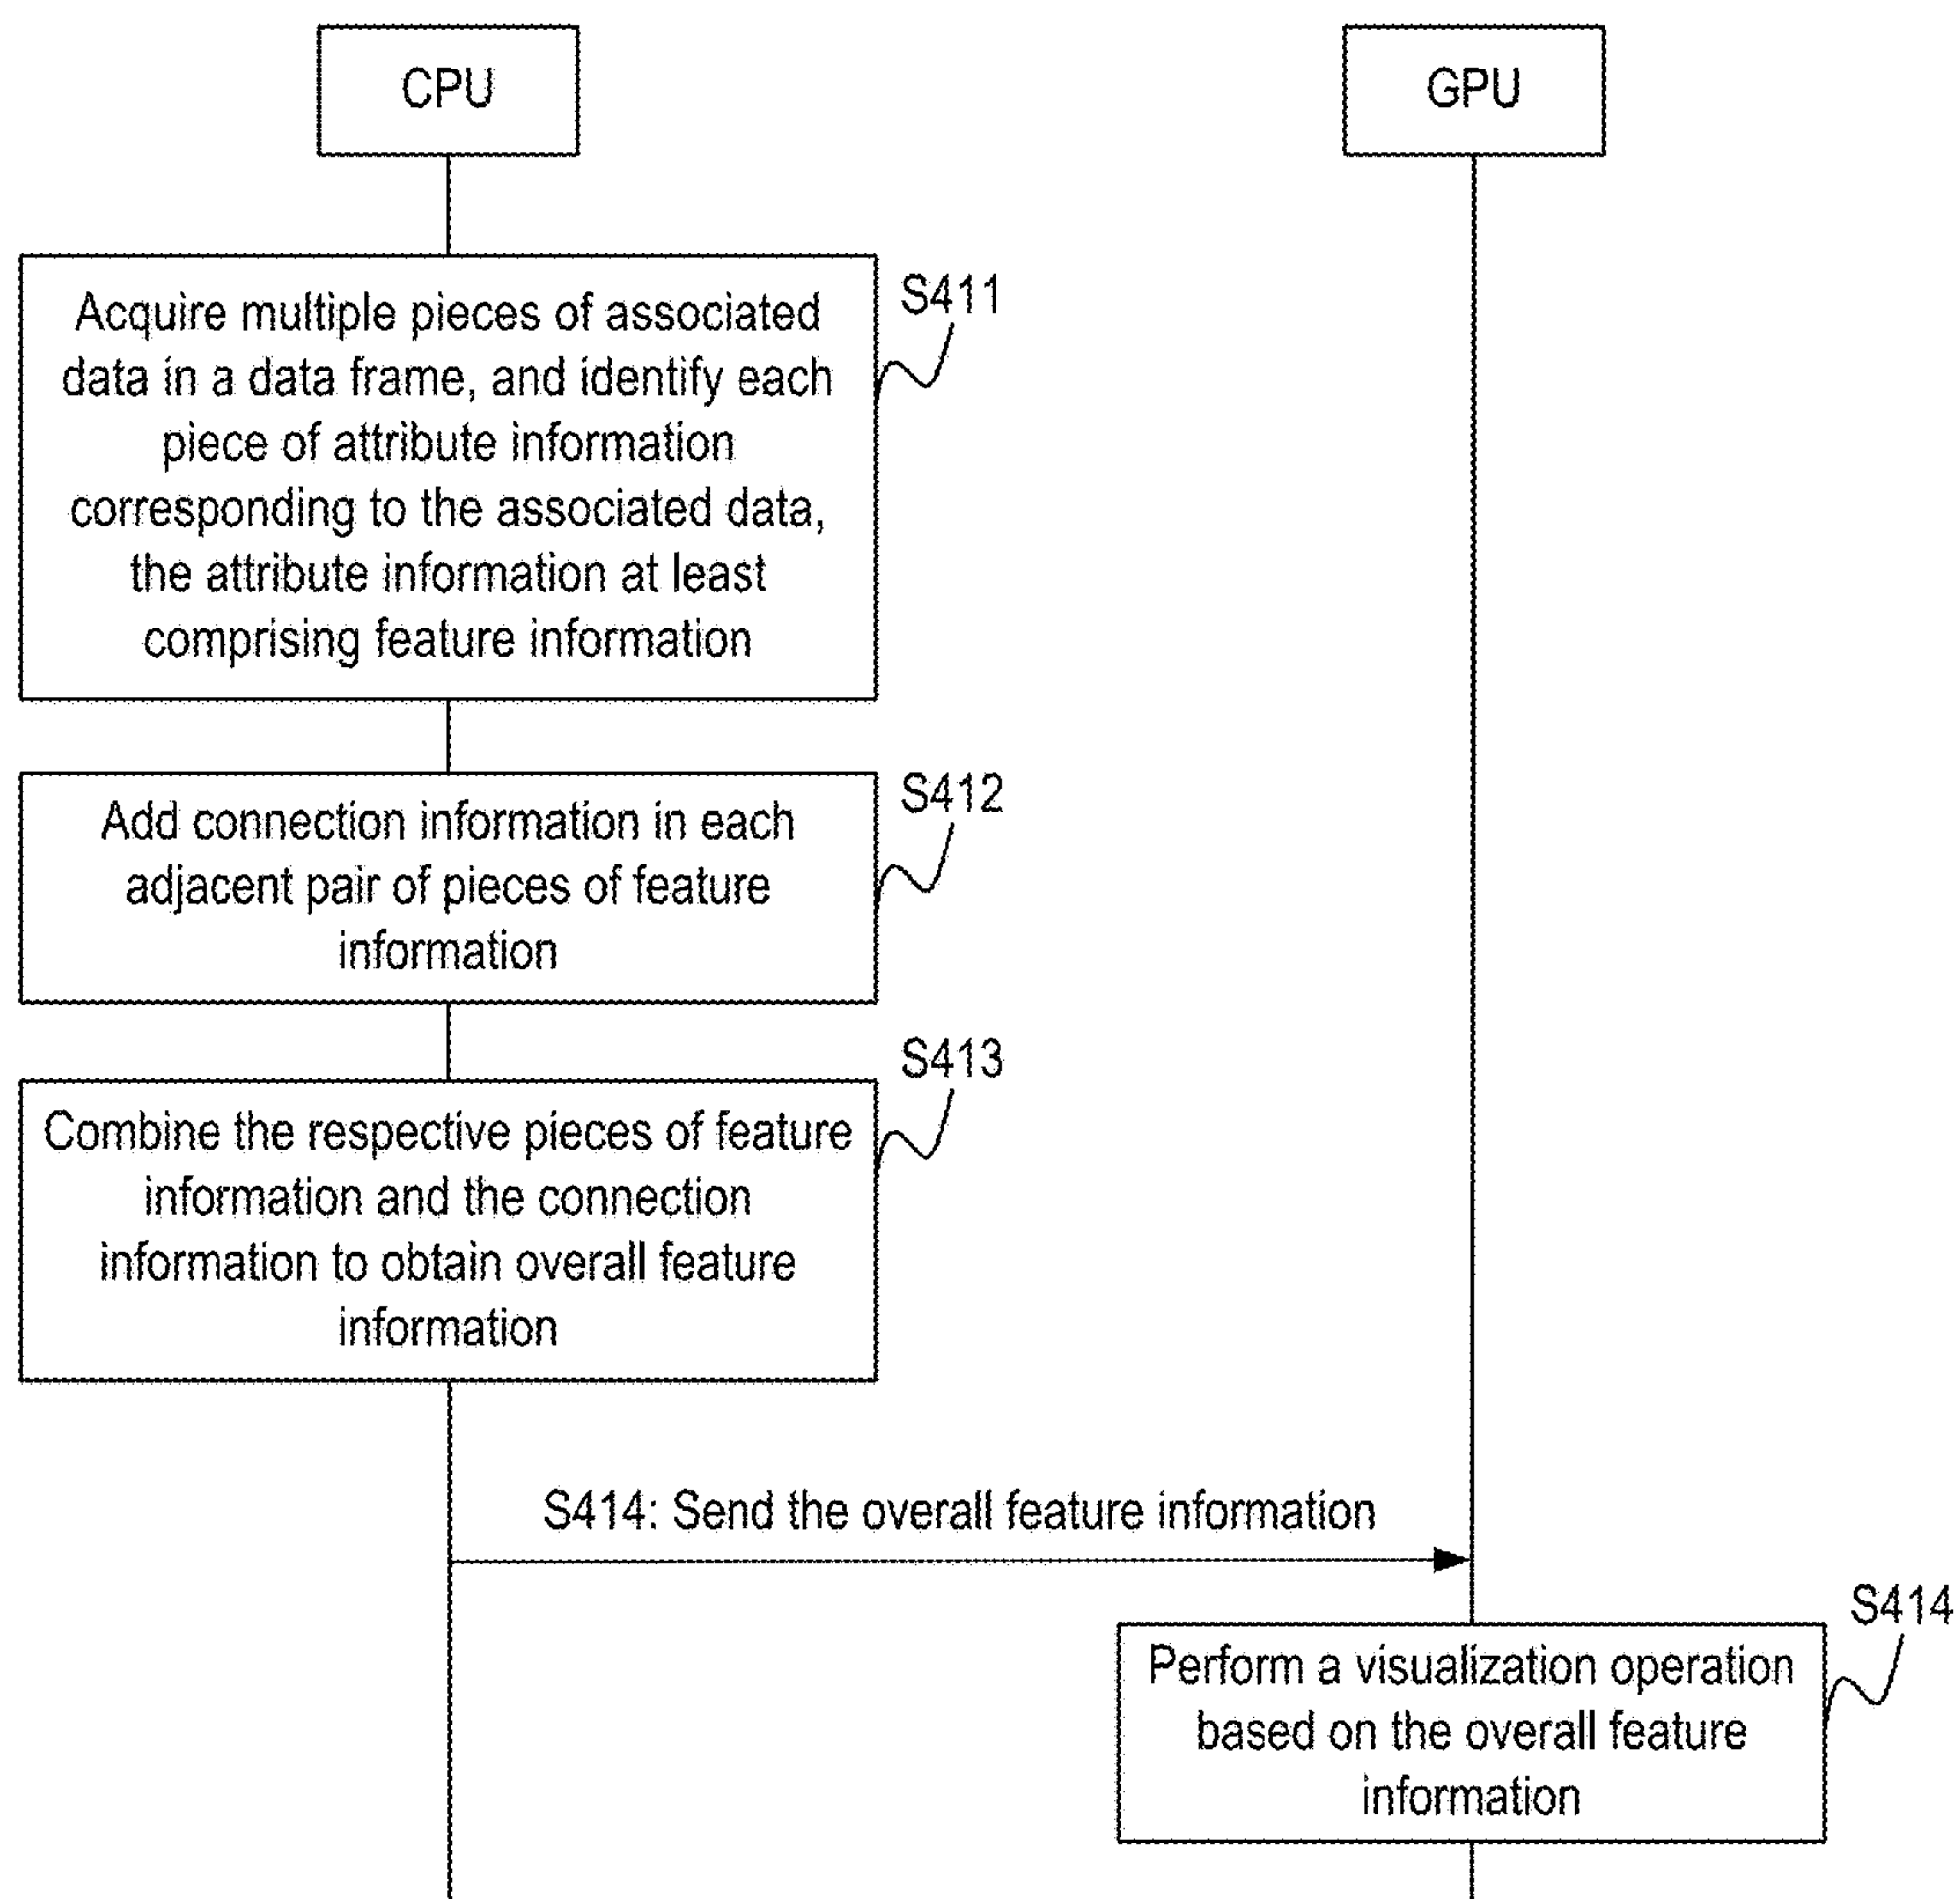 CPU
GPU
S411
Acquire multiple pieces of associated
data in a data frame, and identify each
piece of attribute information
corresponding to the associated data,
the attribute information at least
comprising feature information
S412
Add connection information in each
adjacent pair of pieces of feature
information
S413
Combine the respective pieces of feature
information and the connection
information to obtain overall feature
information
S414: Send the overall feature information
S414
Perform a visualization operation
based on the overall feature
information